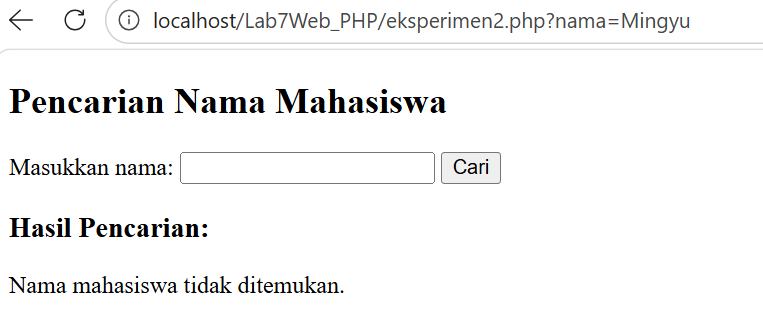 localhost/Lab7Web_PHP/eksperimen2.php?nama=Mingyu
Pencarian Nama Mahasiswa
Masukkan nama: Cari
Hasil Pencarian:
Nama mahasiswa tidak ditemukan.